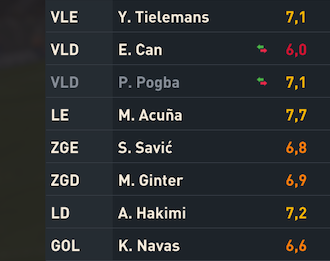 VLE Y. Tielemans 7,1
VLD E. Can 6,0
VLD P. Pogba 7,1
LE M. Acuña 7,7
ZGE S. Savić 6,8
ZGD M. Ginter 6,9
LD A. Hakimi 7,2
GOL K. Navas 6,6